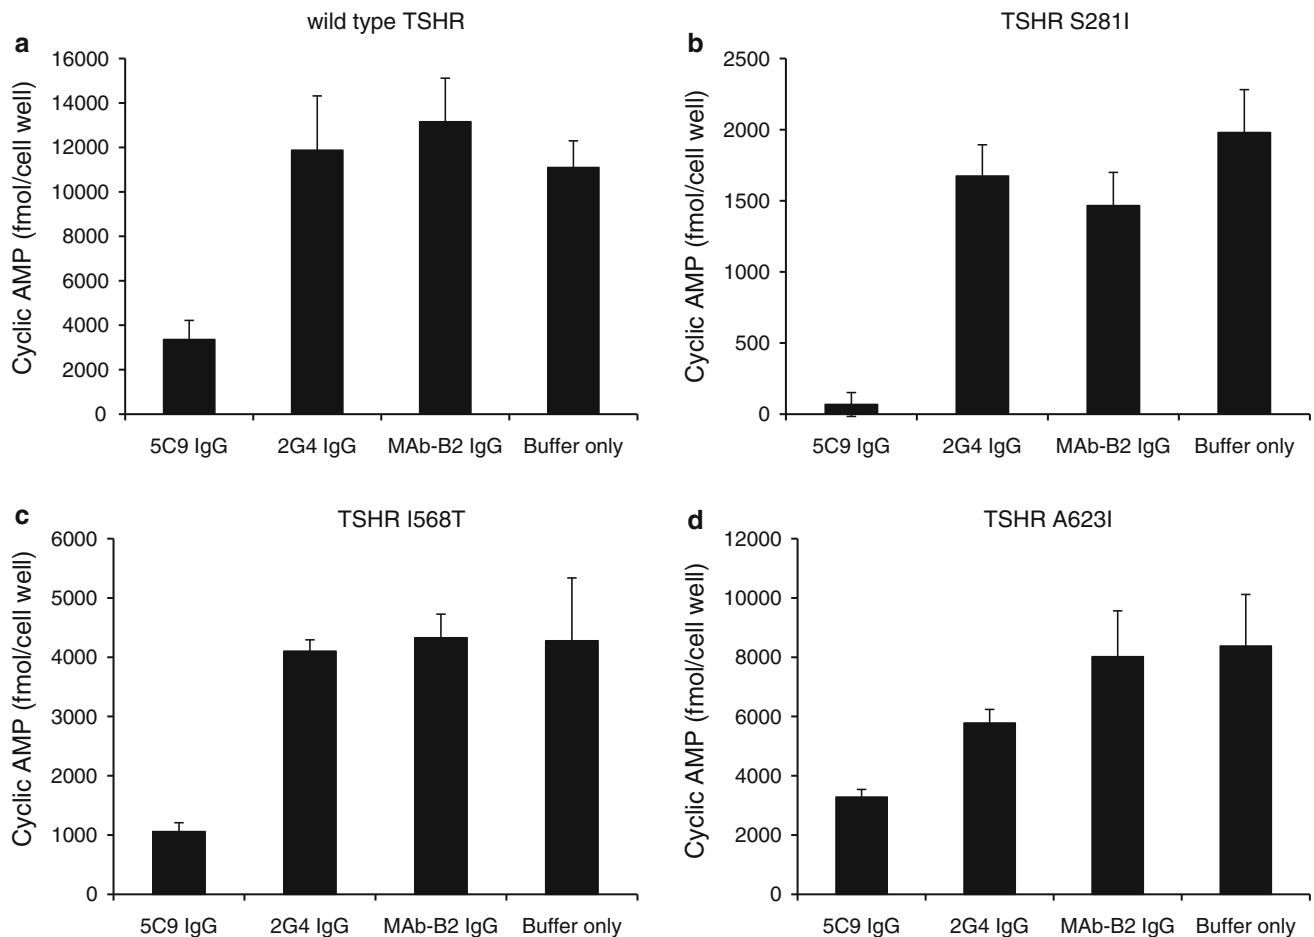 a
wild type TSHR
Cyclic AMP (fmol/cell well)
16000
14000
12000
10000
8000
6000
4000
2000
0
5C9 IgG
2G4 IgG
MAb-B2 IgG
Buffer only
b
TSHR S281I
Cyclic AMP (fmol/cell well)
2500
2000
1500
1000
500
0
5C9 IgG
2G4 IgG
MAb-B2 IgG
Buffer only
c
TSHR I568T
Cyclic AMP (fmol/cell well)
6000
5000
4000
3000
2000
1000
0
5C9 IgG
2G4 IgG
MAb-B2 IgG
Buffer only
d
TSHR A623I
Cyclic AMP (fmol/cell well)
12000
10000
8000
6000
4000
2000
0
5C9 IgG
2G4 IgG
MAb-B2 IgG
Buffer only